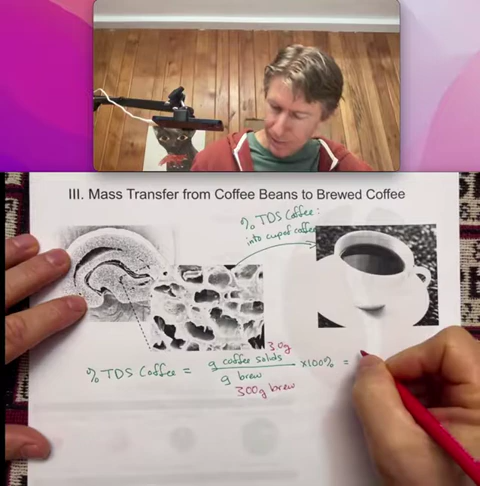 III. Mass Transfer from Coffee Beans to Brewed Coffee
% TDS Coffee:
into cup of coffee
3.0g
% TDS Coffee = g coffee solids ×100% =
g brew
300g brew